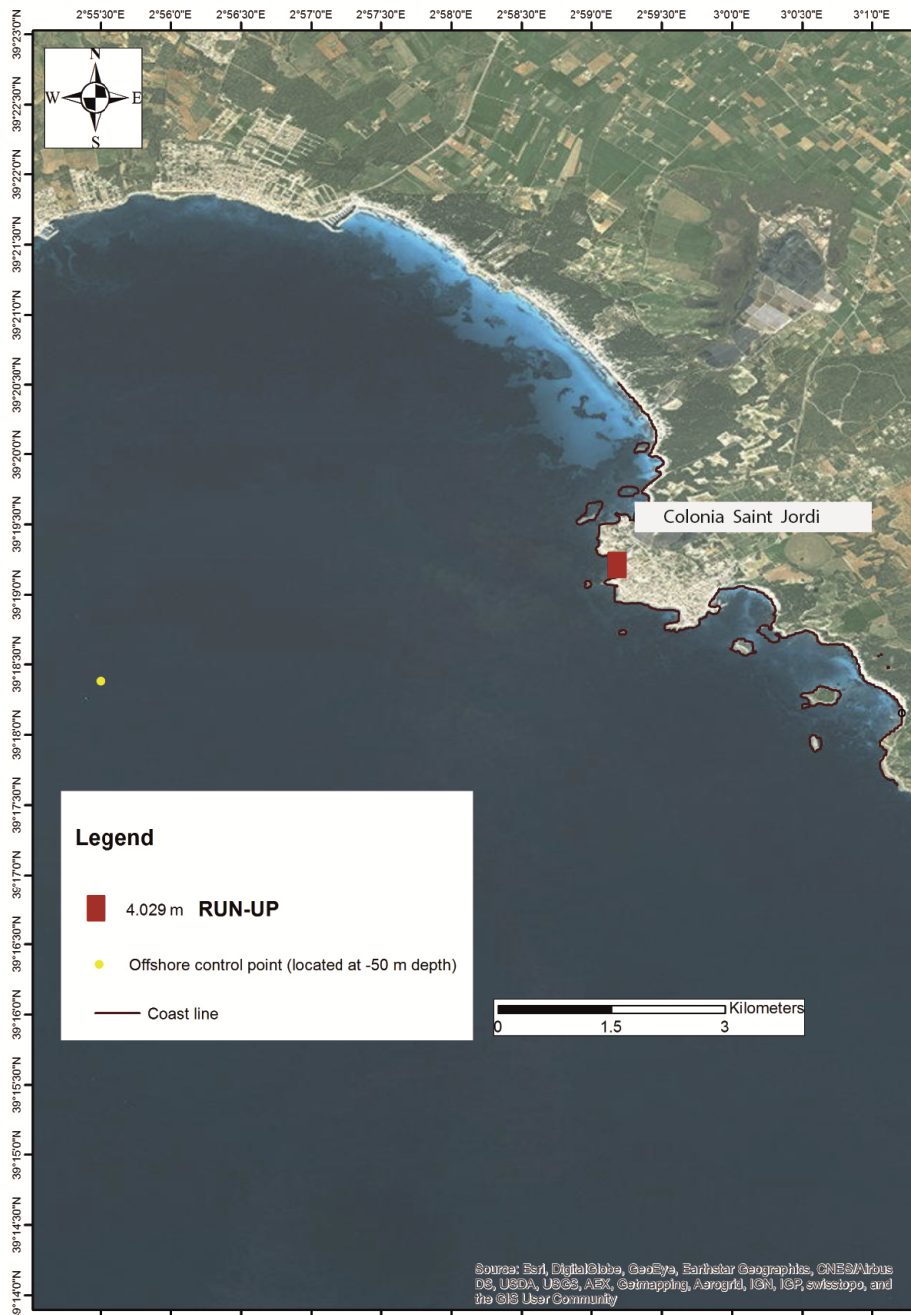 2°55'0"E 2°55'30"E 2°56'0"E 2°56'30"E 2°57'0"E 2°57'30"E 2°58'0"E 2°58'30"E 2°59'0"E 2°59'30"E 3°0'0"E 3°0'30"E 3°1'0"E
39°23'0"N
39°22'30"N
39°22'0"N
39°21'30"N
39°21'0"N
39°20'30"N
39°20'0"N
39°19'30"N
39°19'0"N
39°18'30"N
39°18'0"N
39°17'30"N
39°17'0"N
39°16'30"N
39°16'0"N
39°15'30"N
39°15'0"N
39°14'30"N
39°14'0"N
N
W E
S
Colonia Saint Jordi
Legend
4.029 m RUN-UP
Offshore control point (located at -50 m depth)
Coast line
Kilometers
0 1.5 3
Source: Esri, DigitalGlobe, GeoEye, Earthstar Geographics, CNES/Airbus
DS, USDA, USGS, AEX, Getmapping, Aerogrid, IGN, IGP, swisstopo, and
the GIS User Community